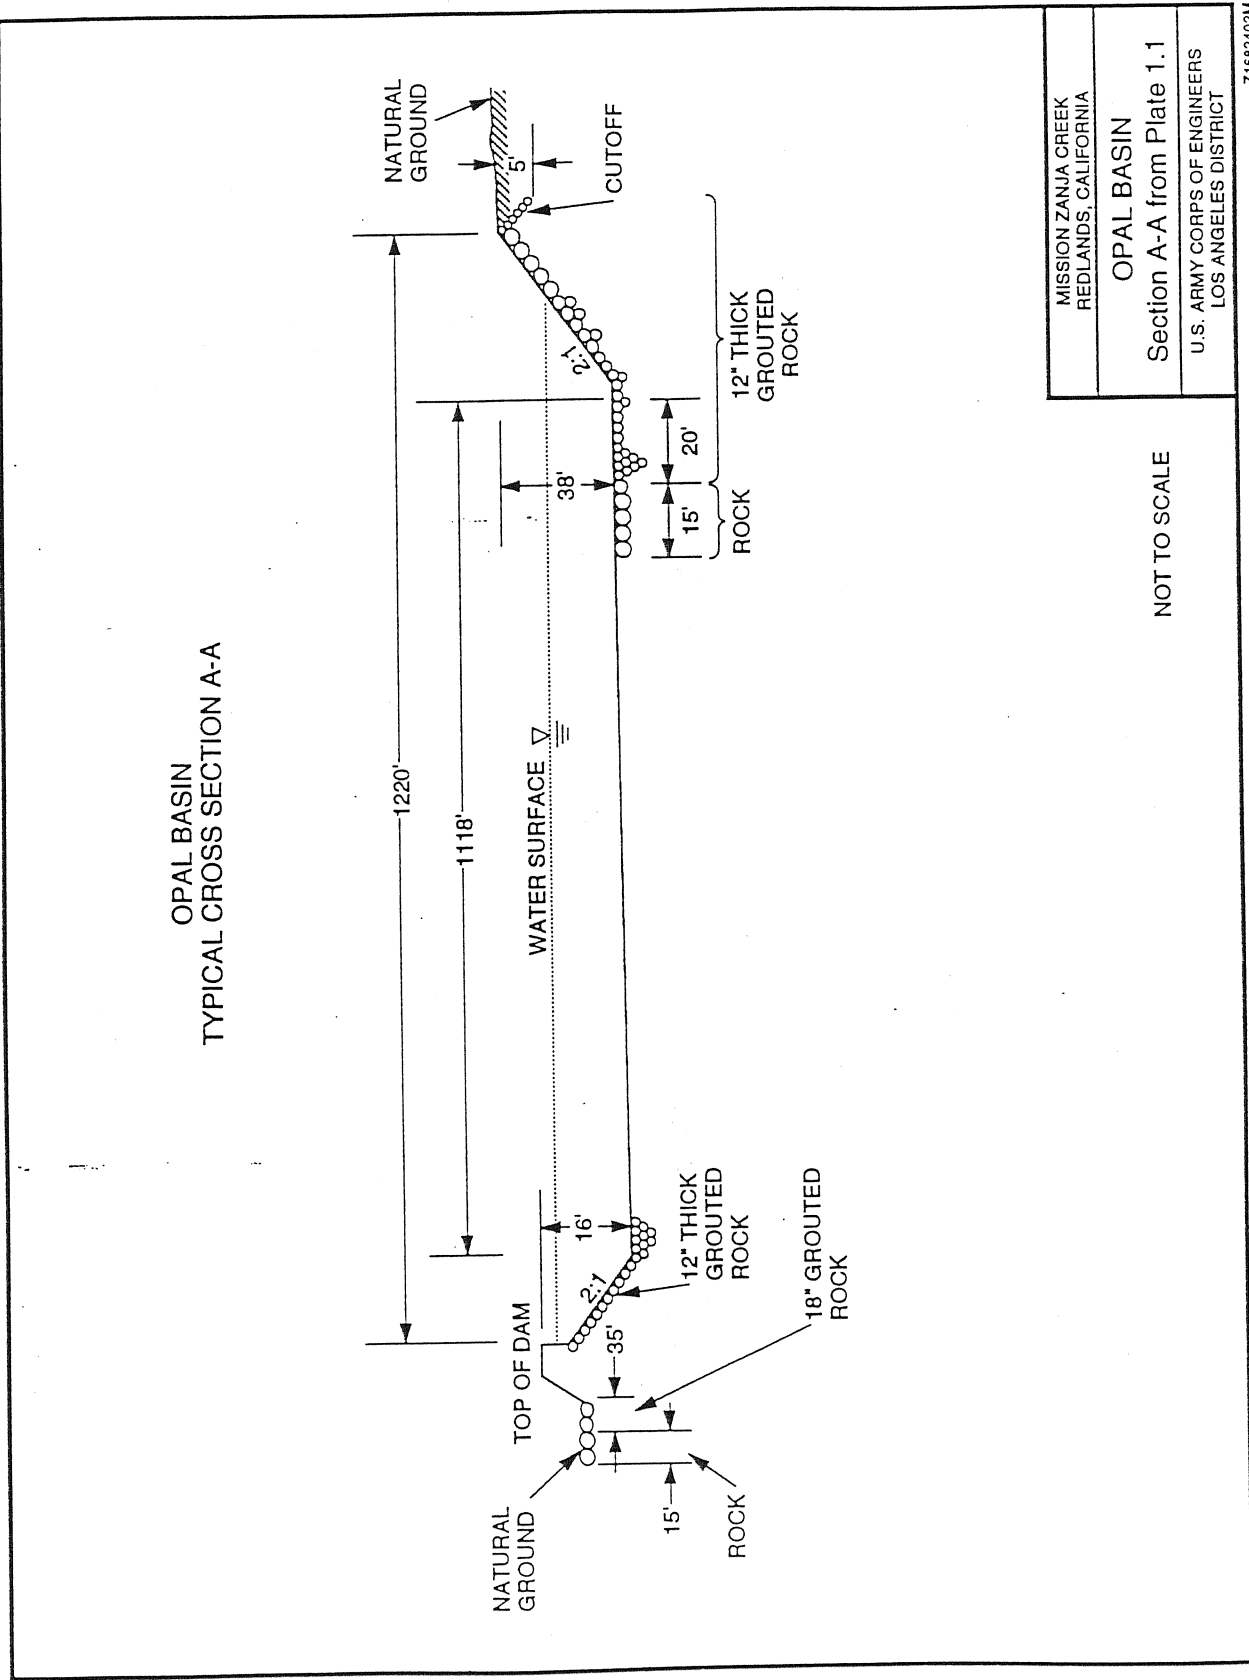 OPAL BASIN
TYPICAL CROSS SECTION A-A
1220'
1118'
NATURAL
GROUND
5'
CUTOFF
38'
2:1
WATER SURFACE
20'
15'
12" THICK
GROUTED
ROCK
ROCK
TOP OF DAM
16'
2:1
12" THICK
GROUTED
ROCK
35'
18" GROUTED
ROCK
NATURAL
GROUND
15'
ROCK
NOT TO SCALE
MISSION ZANJA CREEK
REDLANDS, CALIFORNIA
OPAL BASIN
Section A-A from Plate 1.1
U.S. ARMY CORPS OF ENGINEERS
LOS ANGELES DISTRICT